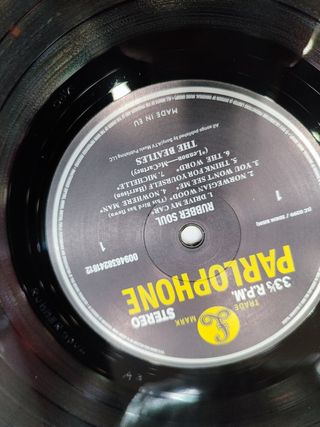 TRADE
MARK
£
33⅓ R.P.M.
PARLOPHONE
STEREO
1
1
0094638241812
RUBBER SOUL
1. DRIVE MY CAR*
2. NORWEGIAN WOOD* (This Bird Has Flown)
3. YOU WON'T SEE ME* 4. NOWHERE MAN*
5. THINK FOR YOURSELF (Harrison)
6. THE WORD* 7. MICHELLE*
(*Lennon—McCartney)
THE BEATLES
All songs published by Sony/ATV Music Publishing LLC
MADE IN EU